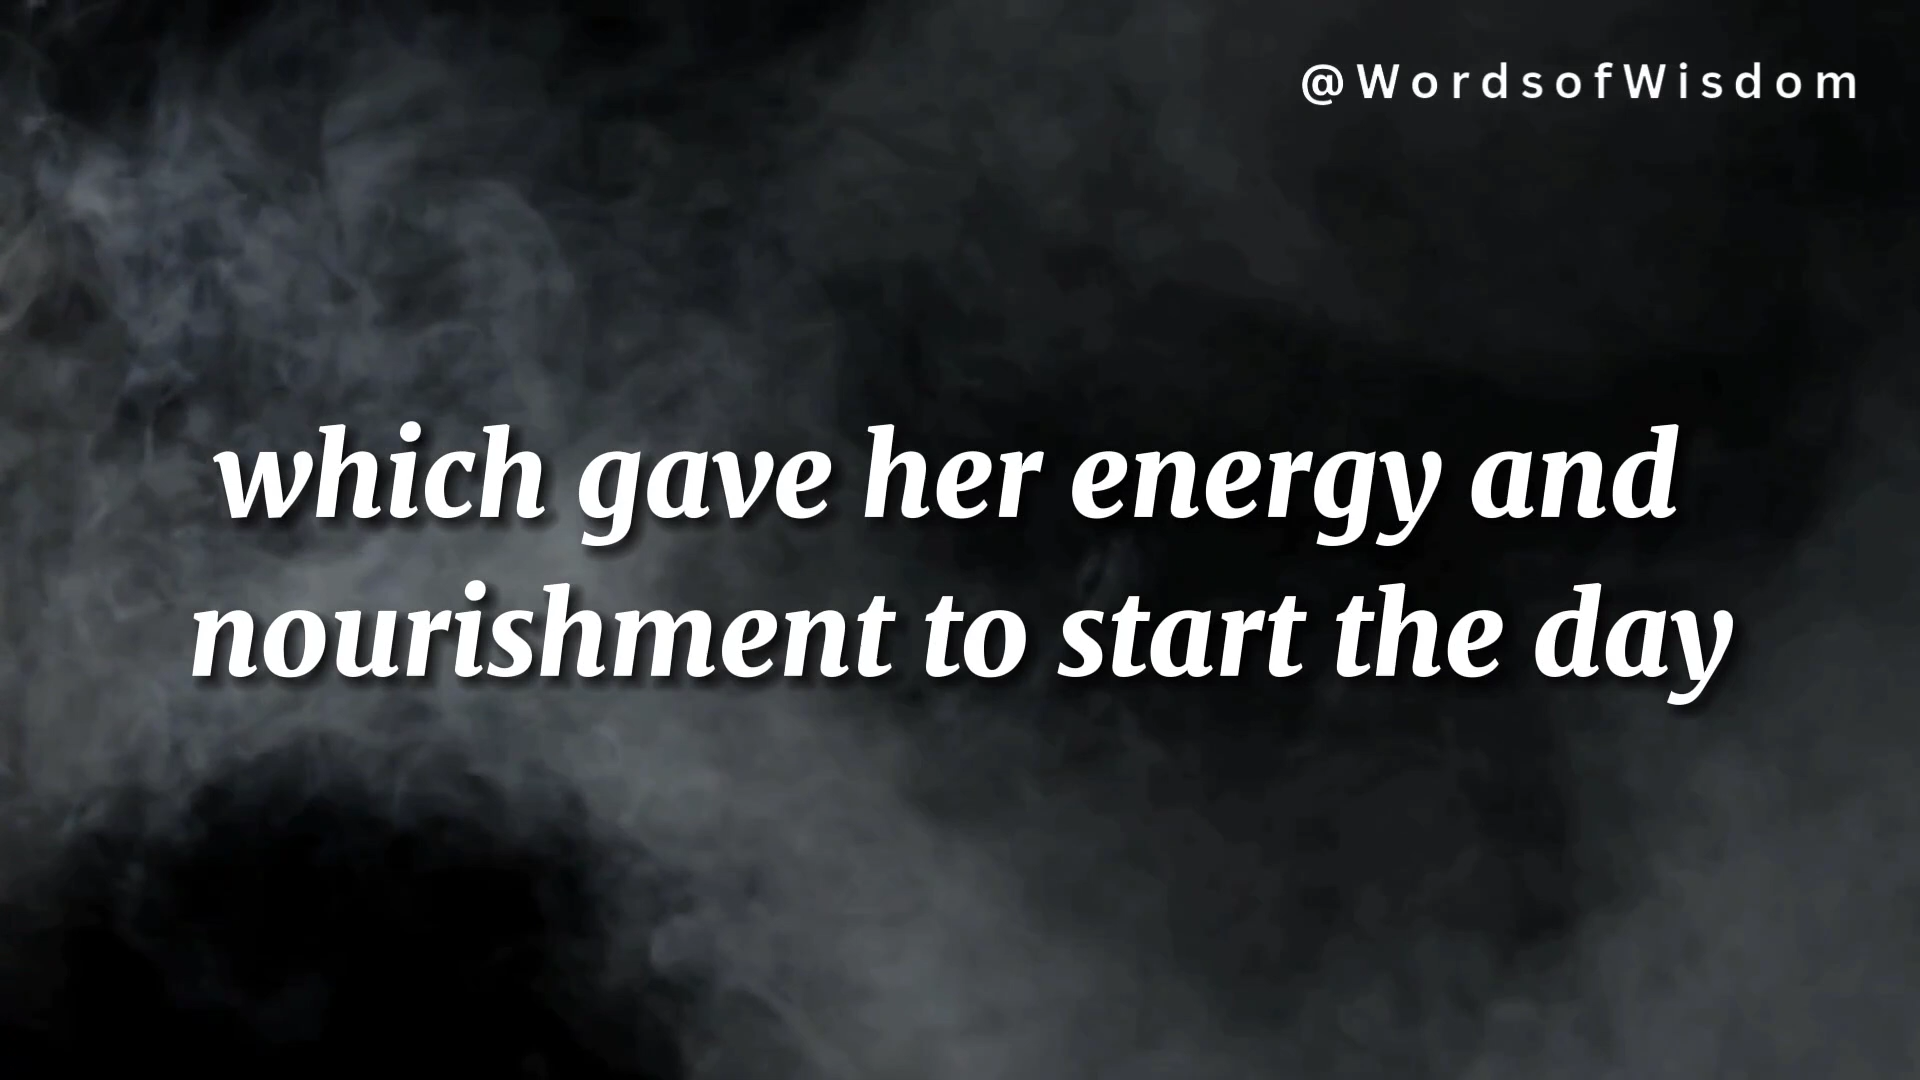 @WordsofWisdom
which gave her energy and
nourishment to start the day